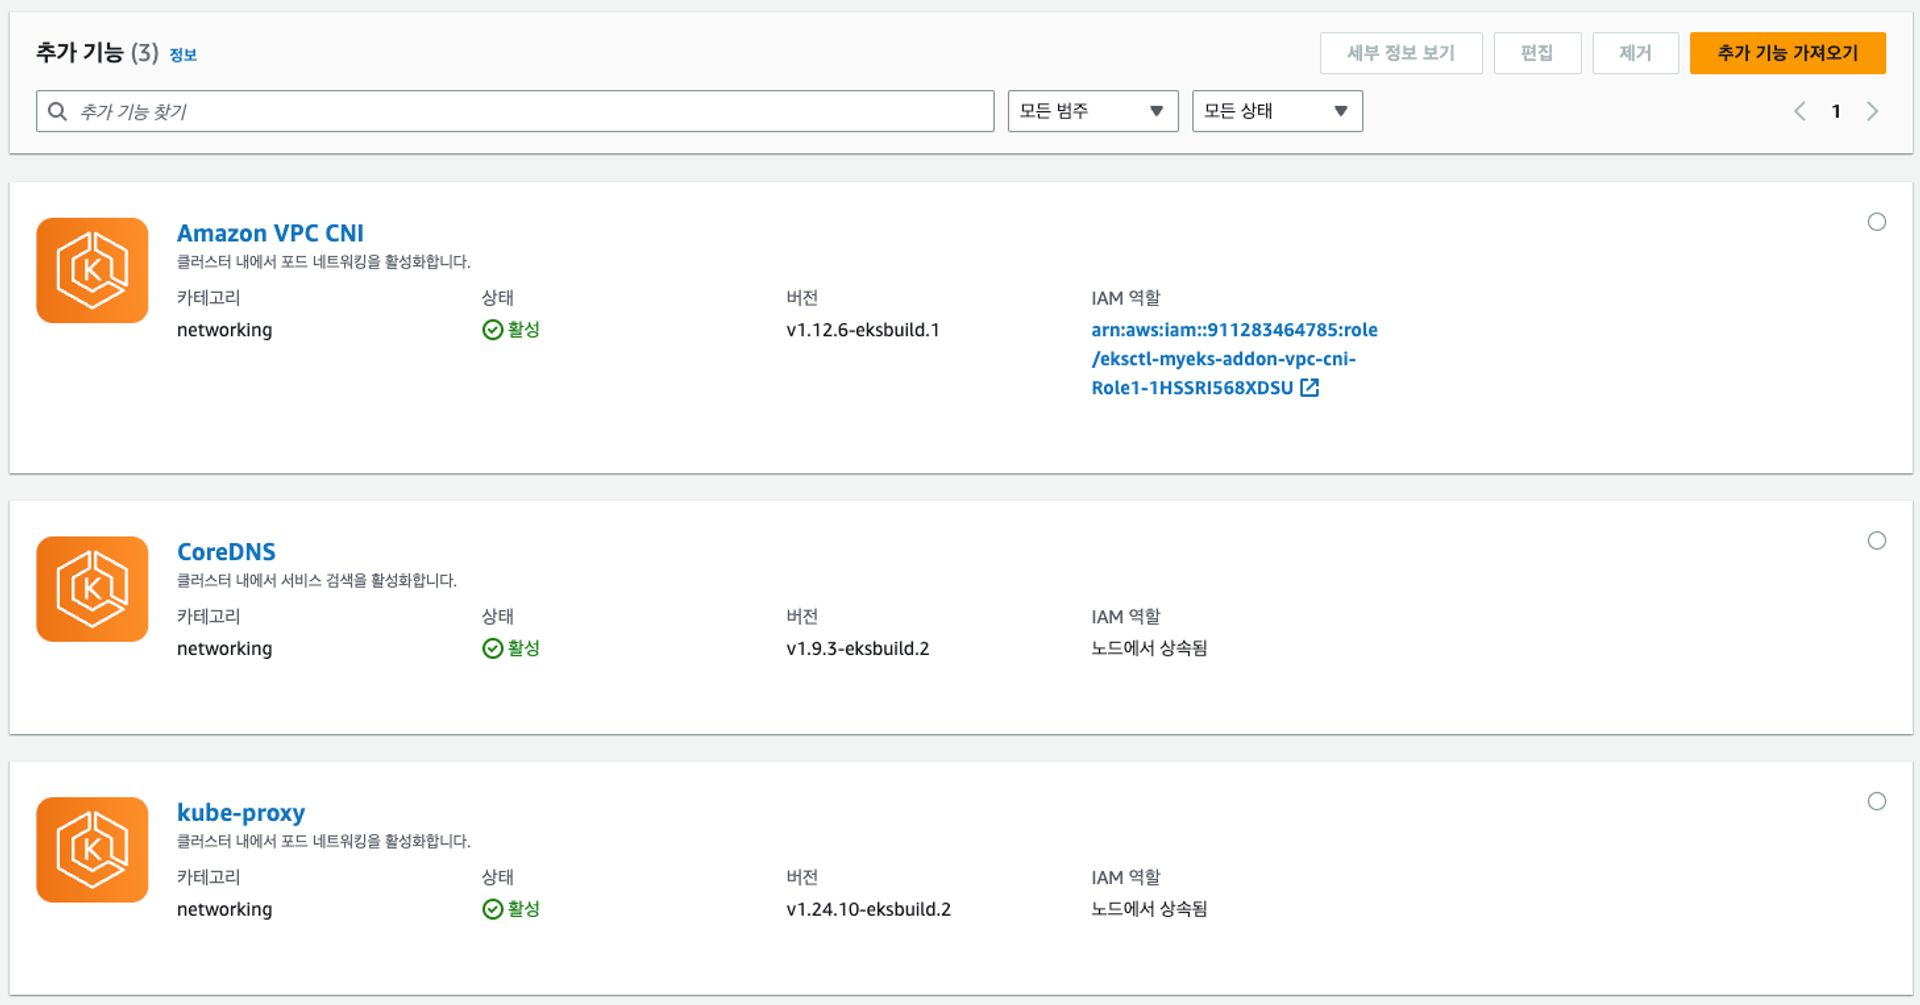 추가 기능 (3) 정보
세부 정보 보기 편집 제거 추가 기능 가져오기
추가 기능 찾기 모든 범주 모든 상태 1
Amazon VPC CNI
클러스터 내에서 포드 네트워킹을 활성화합니다.
카테고리 상태 버전 IAM 역할
networking 활성 v1.12.6-eksbuild.1 arn:aws:iam::911283464785:role
/eksctl-myeks-addon-vpc-cni-
Role1-1HSSRI568XDSU
CoreDNS
클러스터 내에서 서비스 검색을 활성화합니다.
카테고리 상태 버전 IAM 역할
networking 활성 v1.9.3-eksbuild.2 노드에서 상속됨
kube-proxy
클러스터 내에서 포드 네트워킹을 활성화합니다.
카테고리 상태 버전 IAM 역할
networking 활성 v1.24.10-eksbuild.2 노드에서 상속됨